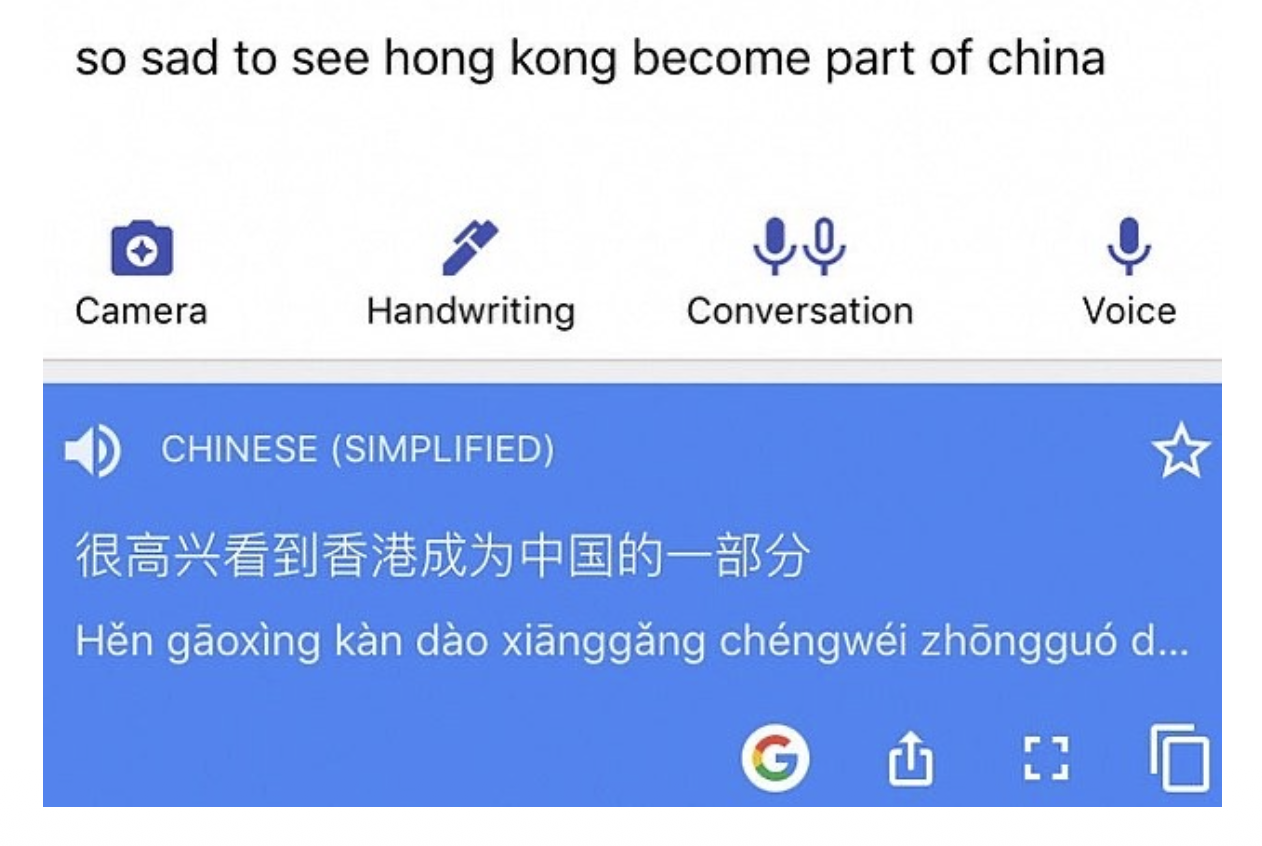 so sad to see hong kong become part of china
Camera Handwriting Conversation Voice
CHINESE (SIMPLIFIED)
很高兴看到香港成为中国的一部分
Hěn gāoxìng kàn dào xiānggǎng chéngwéi zhōngguó d...
G